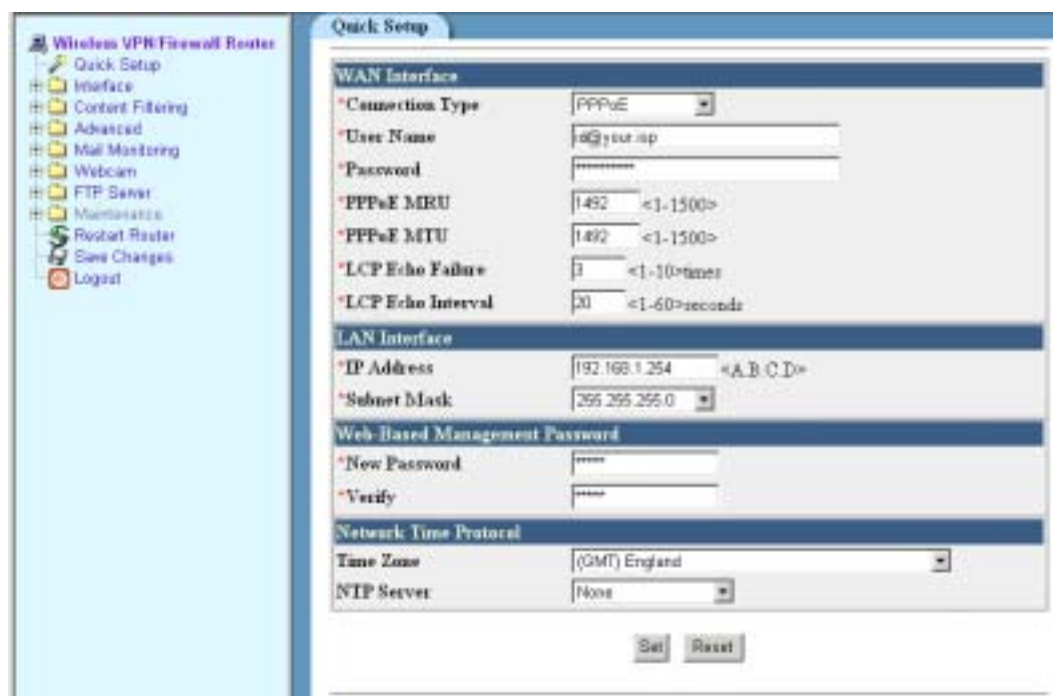 Wireless VPN/Firewall Router
Quick Setup
Interface
Content Filtering
Advanced
Mail Monitoring
Webcam
FTP Server
Maintenance
Restart Router
Save Changes
Logout
Quick Setup
WAN Interface
*Connection Type PPPoE
*User Name id@your.isp
*Password ***********
*PPPoE MRU 1492 <1-1500>
*PPPoE MTU 1492 <1-1500>
*LCP Echo Failure 3 <1-10>times
*LCP Echo Interval 20 <1-60>seconds
LAN Interface
*IP Address 192.168.1.254 <A.B.C.D>
*Subnet Mask 255.255.255.0
Web-Based Management Password
*New Password *****
*Verify *****
Network Time Protocol
Time Zone (GMT) England
NTP Server None
Set Reset